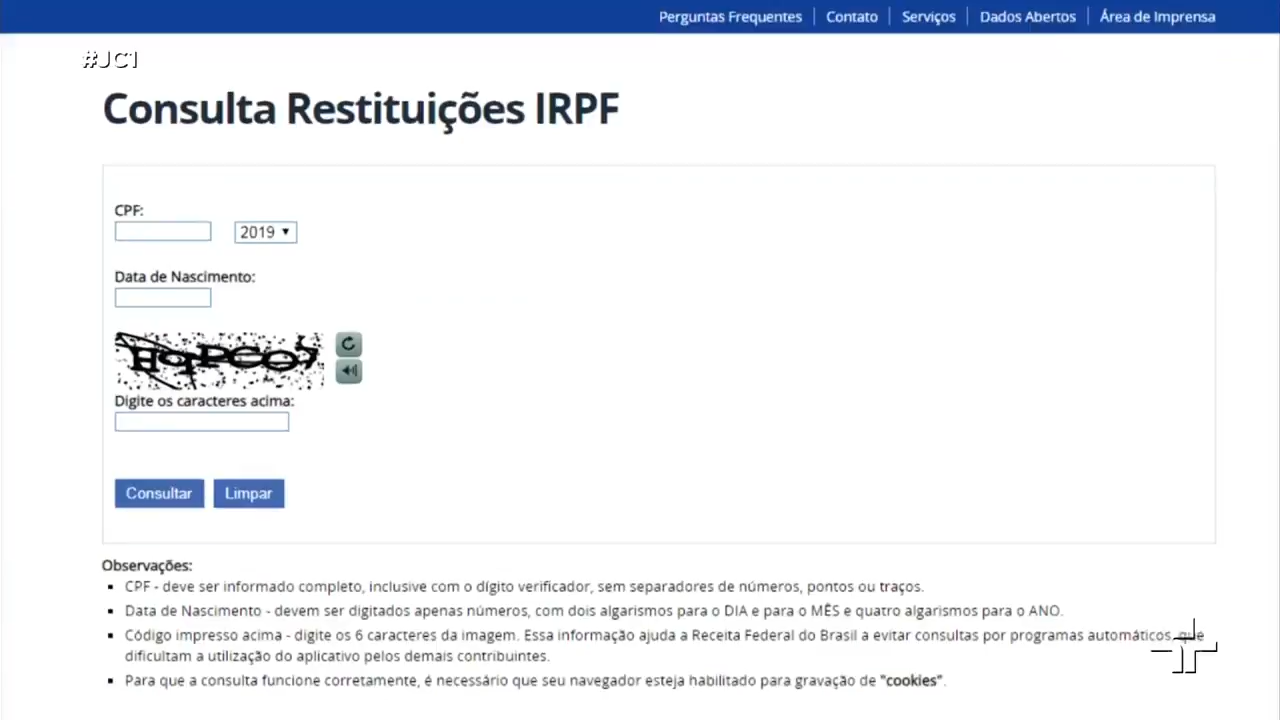 Perguntas Frequentes Contato Serviços Dados Abertos Área de Imprensa
#JC1
Consulta Restituições IRPF
CPF:
2019
Data de Nascimento:
Digite os caracteres acima:
Consultar Limpar
Observações:
CPF - deve ser informado completo, inclusive com o dígito verificador, sem separadores de números, pontos ou traços.
Data de Nascimento - devem ser digitados apenas números, com dois algarismos para o DIA e para o MÊS e quatro algarismos para o ANO.
Código impresso acima - digite os 6 caracteres da imagem. Essa informação ajuda a Receita Federal do Brasil a evitar consultas por programas automáticos, que
dificultam a utilização do aplicativo pelos demais contribuintes.
Para que a consulta funcione corretamente, é necessário que seu navegador esteja habilitado para gravação de "cookies".